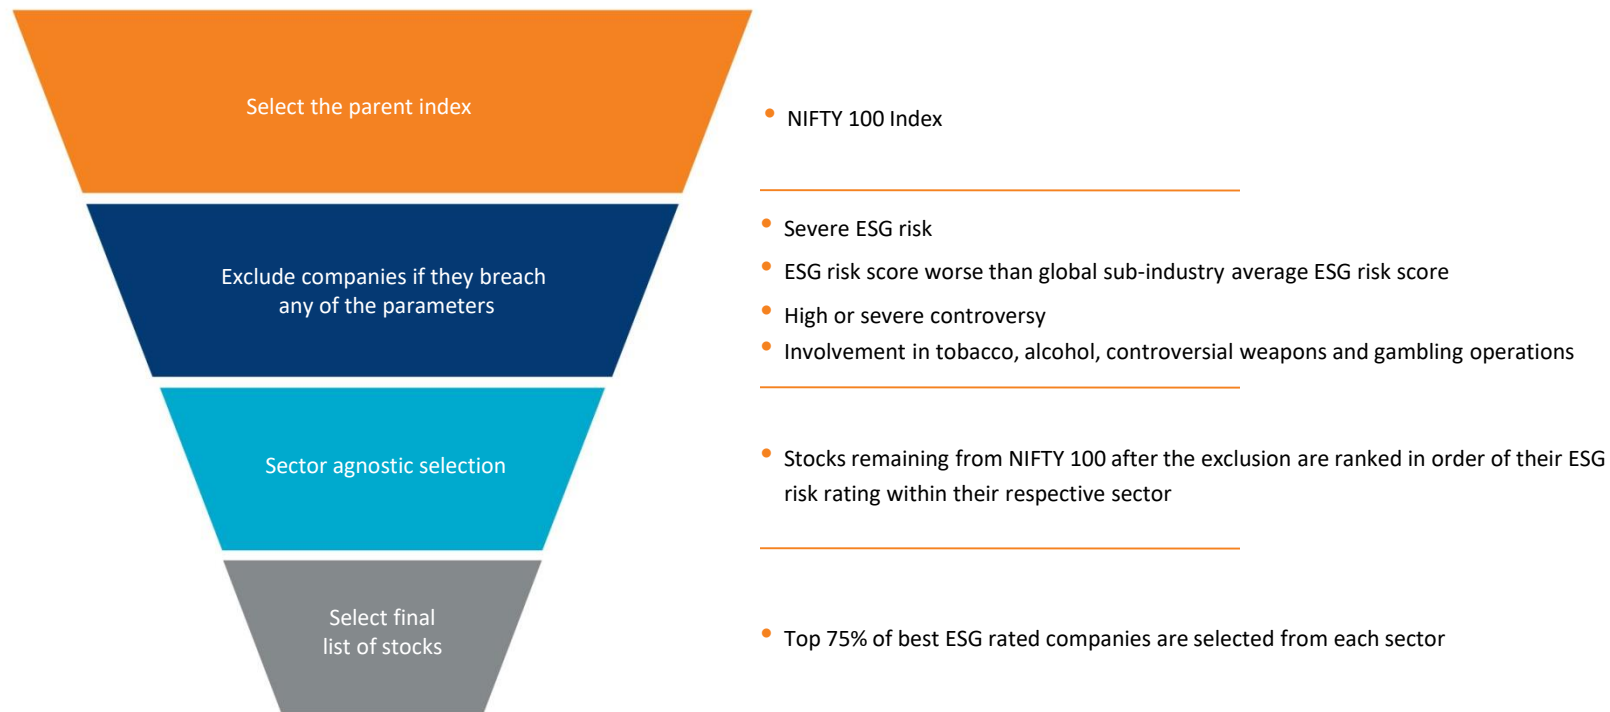 Select the parent index
• NIFTY 100 Index
Exclude companies if they breach
any of the parameters
• Severe ESG risk
• ESG risk score worse than global sub-industry average ESG risk score
• High or severe controversy
• Involvement in tobacco, alcohol, controversial weapons and gambling operations
Sector agnostic selection
• Stocks remaining from NIFTY 100 after the exclusion are ranked in order of their ESG
risk rating within their respective sector
Select final
list of stocks
• Top 75% of best ESG rated companies are selected from each sector